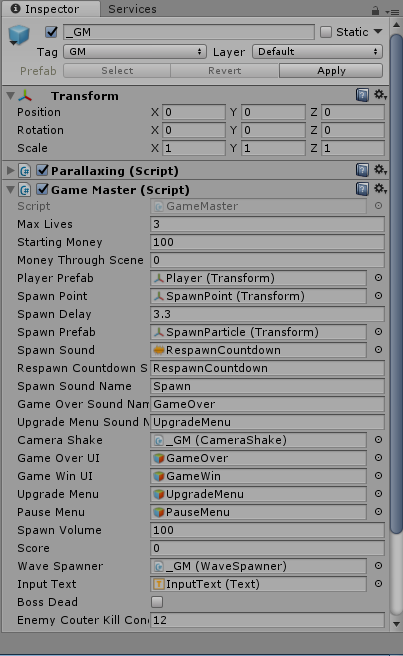 Inspector Services
_GM Static
Tag GM Layer Default
Prefab Select Revert Apply
Transform
Position X 0 Y 0 Z 0
Rotation X 0 Y 0 Z 0
Scale X 1 Y 1 Z 1
Parallaxing (Script)
Game Master (Script)
Script GameMaster
Max Lives 3
Starting Money 100
Money Through Scene 0
Player Prefab Player (Transform)
Spawn Point SpawnPoint (Transform)
Spawn Delay 3.3
Spawn Prefab SpawnParticle (Transform)
Spawn Sound RespawnCountdown
Respawn Countdown S RespawnCountdown
Spawn Sound Name Spawn
Game Over Sound Nam GameOver
Upgrade Menu Sound N UpgradeMenu
Camera Shake _GM (CameraShake)
Game Over UI GameOver
Game Win UI GameWin
Upgrade Menu UpgradeMenu
Pause Menu PauseMenu
Spawn Volume 100
Score 0
Wave Spawner _GM (WaveSpawner)
Input Text InputText (Text)
Boss Dead
Enemy Couter Kill Con 12